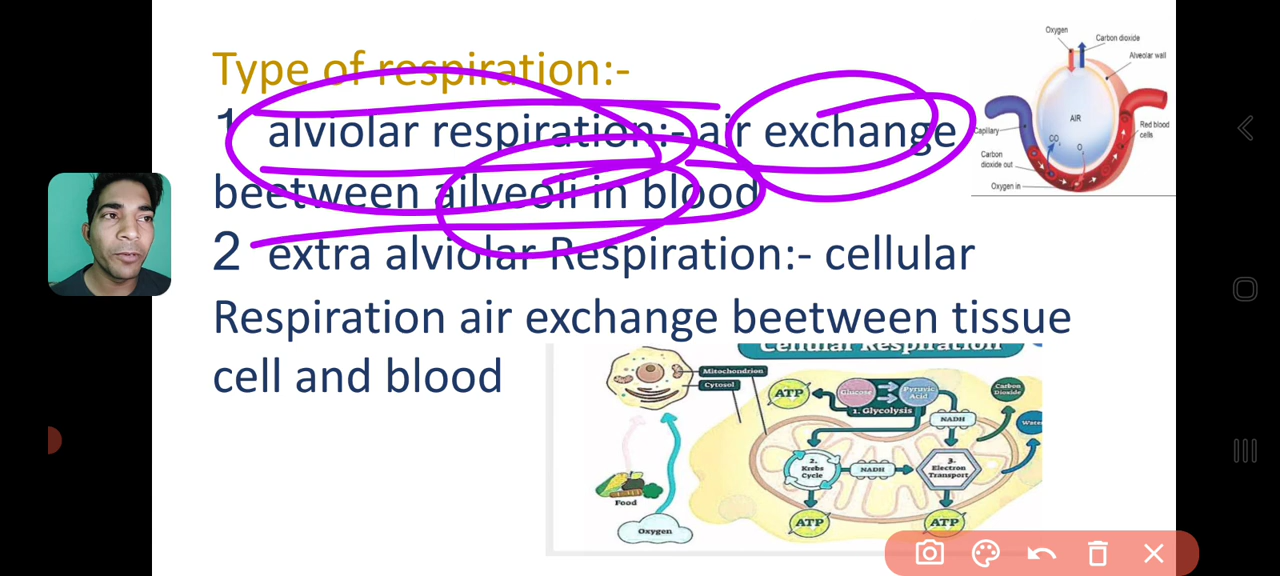 Type of respiration:-
1 alviolar respiration:- air exchange
beetween ailveoli in blood
2 extra alviolar Respiration:- cellular
Respiration air exchange beetween tissue
cell and blood
Oxygen
Carbon dioxide
Alveolar wall
AIR
Capillary
Red blood
cells
CO₂
O₂
Carbon
dioxide out
Oxygen in
Cellular Respiration
Mitochondrion
Cytosol
ATP
Glucose
Pyruvic
Acid
1. Glycolysis
Carbon
Dioxide
NADH
Water
2.
Krebs
Cycle
NADH
3.
Electron
Transport
Food
Oxygen
ATP
ATP